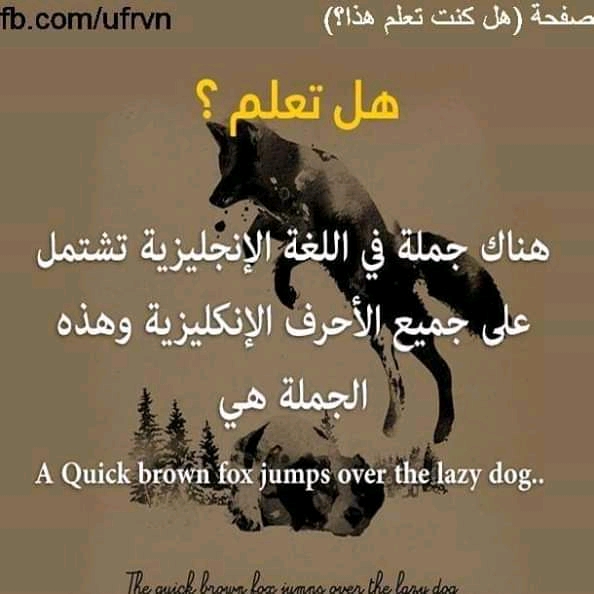 fb.com/ufrvn
صفحة (هل كنت تعلم هذا؟)
هل تعلم ؟
هناك جملة في اللغة الإنجليزية تشتمل
على جميع الأحرف الإنكليزية وهذه
الجملة هي
A Quick brown fox jumps over the lazy dog..
The quick brown fox jumps over the lazy dog